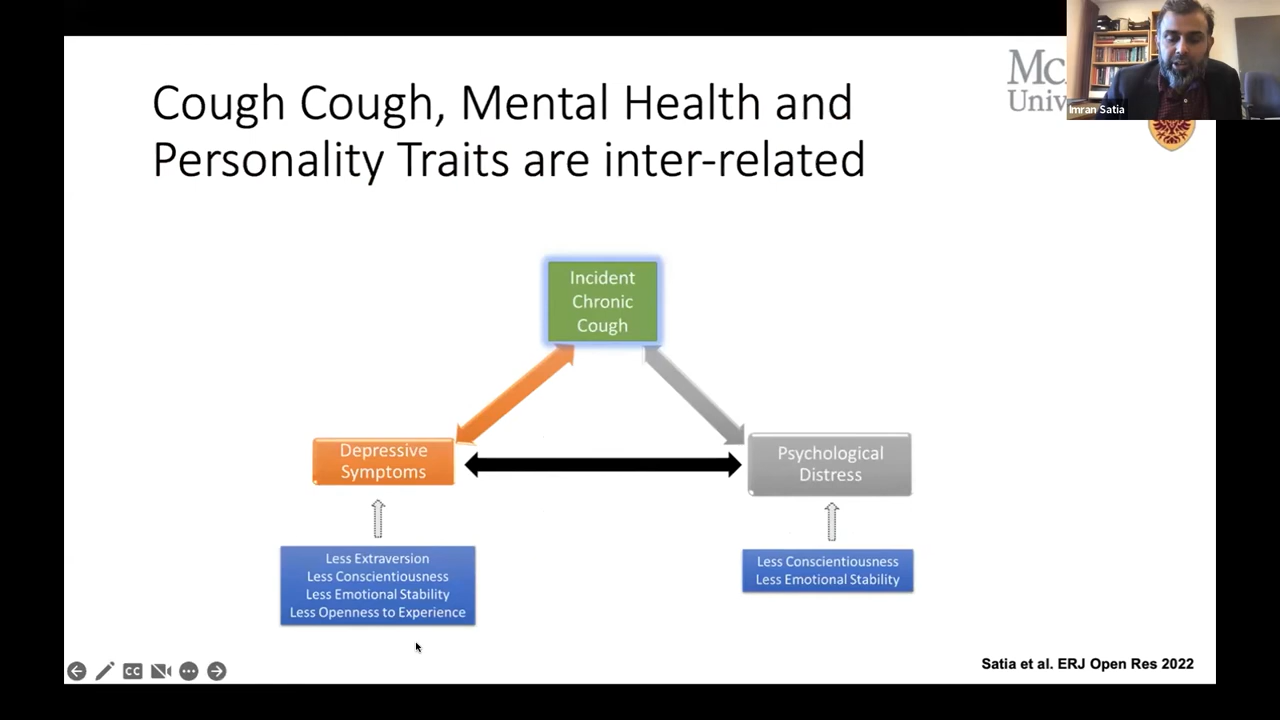 Cough Cough, Mental Health and
Personality Traits are inter-related
Imran Satia
Incident
Chronic
Cough
Depressive
Symptoms
Psychological
Distress
Less Extraversion
Less Conscientiousness
Less Emotional Stability
Less Openness to Experience
Less Conscientiousness
Less Emotional Stability
CC
Satia et al. ERJ Open Res 2022